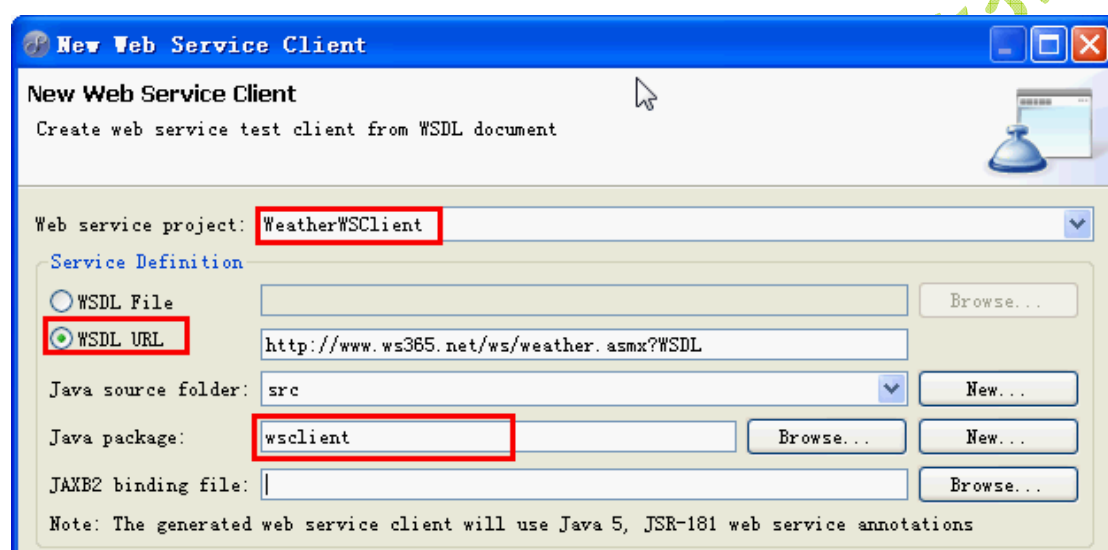 New Web Service Client
New Web Service Client
Create web service test client from WSDL document
Web service project: WeatherWSClient
Service Definition
WSDL File Browse...
WSDL URL http://www.ws365.net/ws/weather.asmx?WSDL
Java source folder: src New...
Java package: wsclient Browse... New...
JAXB2 binding file: Browse...
Note: The generated web service client will use Java 5, JSR-181 web service annotations